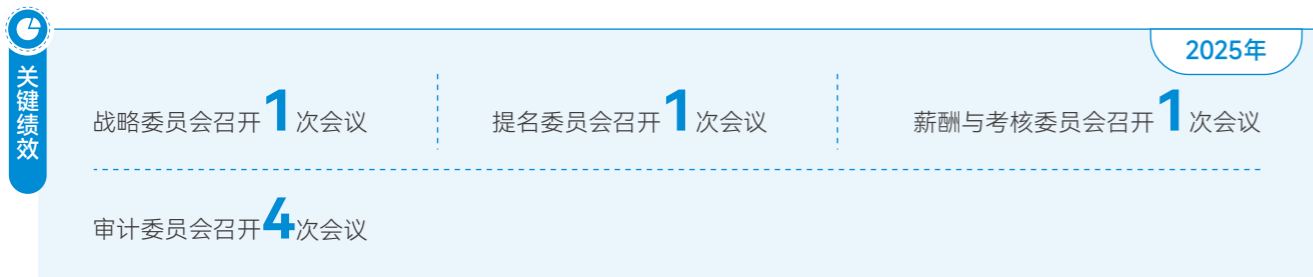 关键绩效
2025年
战略委员会召开1次会议
提名委员会召开1次会议
薪酬与考核委员会召开1次会议
审计委员会召开4次会议